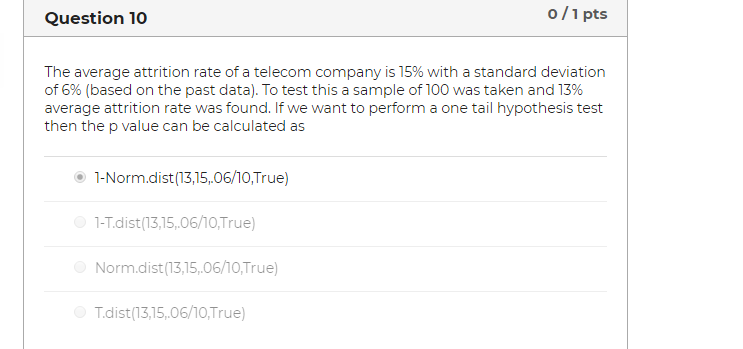 Question 10
0 / 1 pts
The average attrition rate of a telecom company is 15% with a standard deviation
of 6% (based on the past data). To test this a sample of 100 was taken and 13%
average attrition rate was found. If we want to perform a one tail hypothesis test
then the p value can be calculated as
1-Norm.dist(13,15,.06/10,True)
1-T.dist(13,15,.06/10,True)
Norm.dist(13,15,.06/10,True)
T.dist(13,15,.06/10,True)